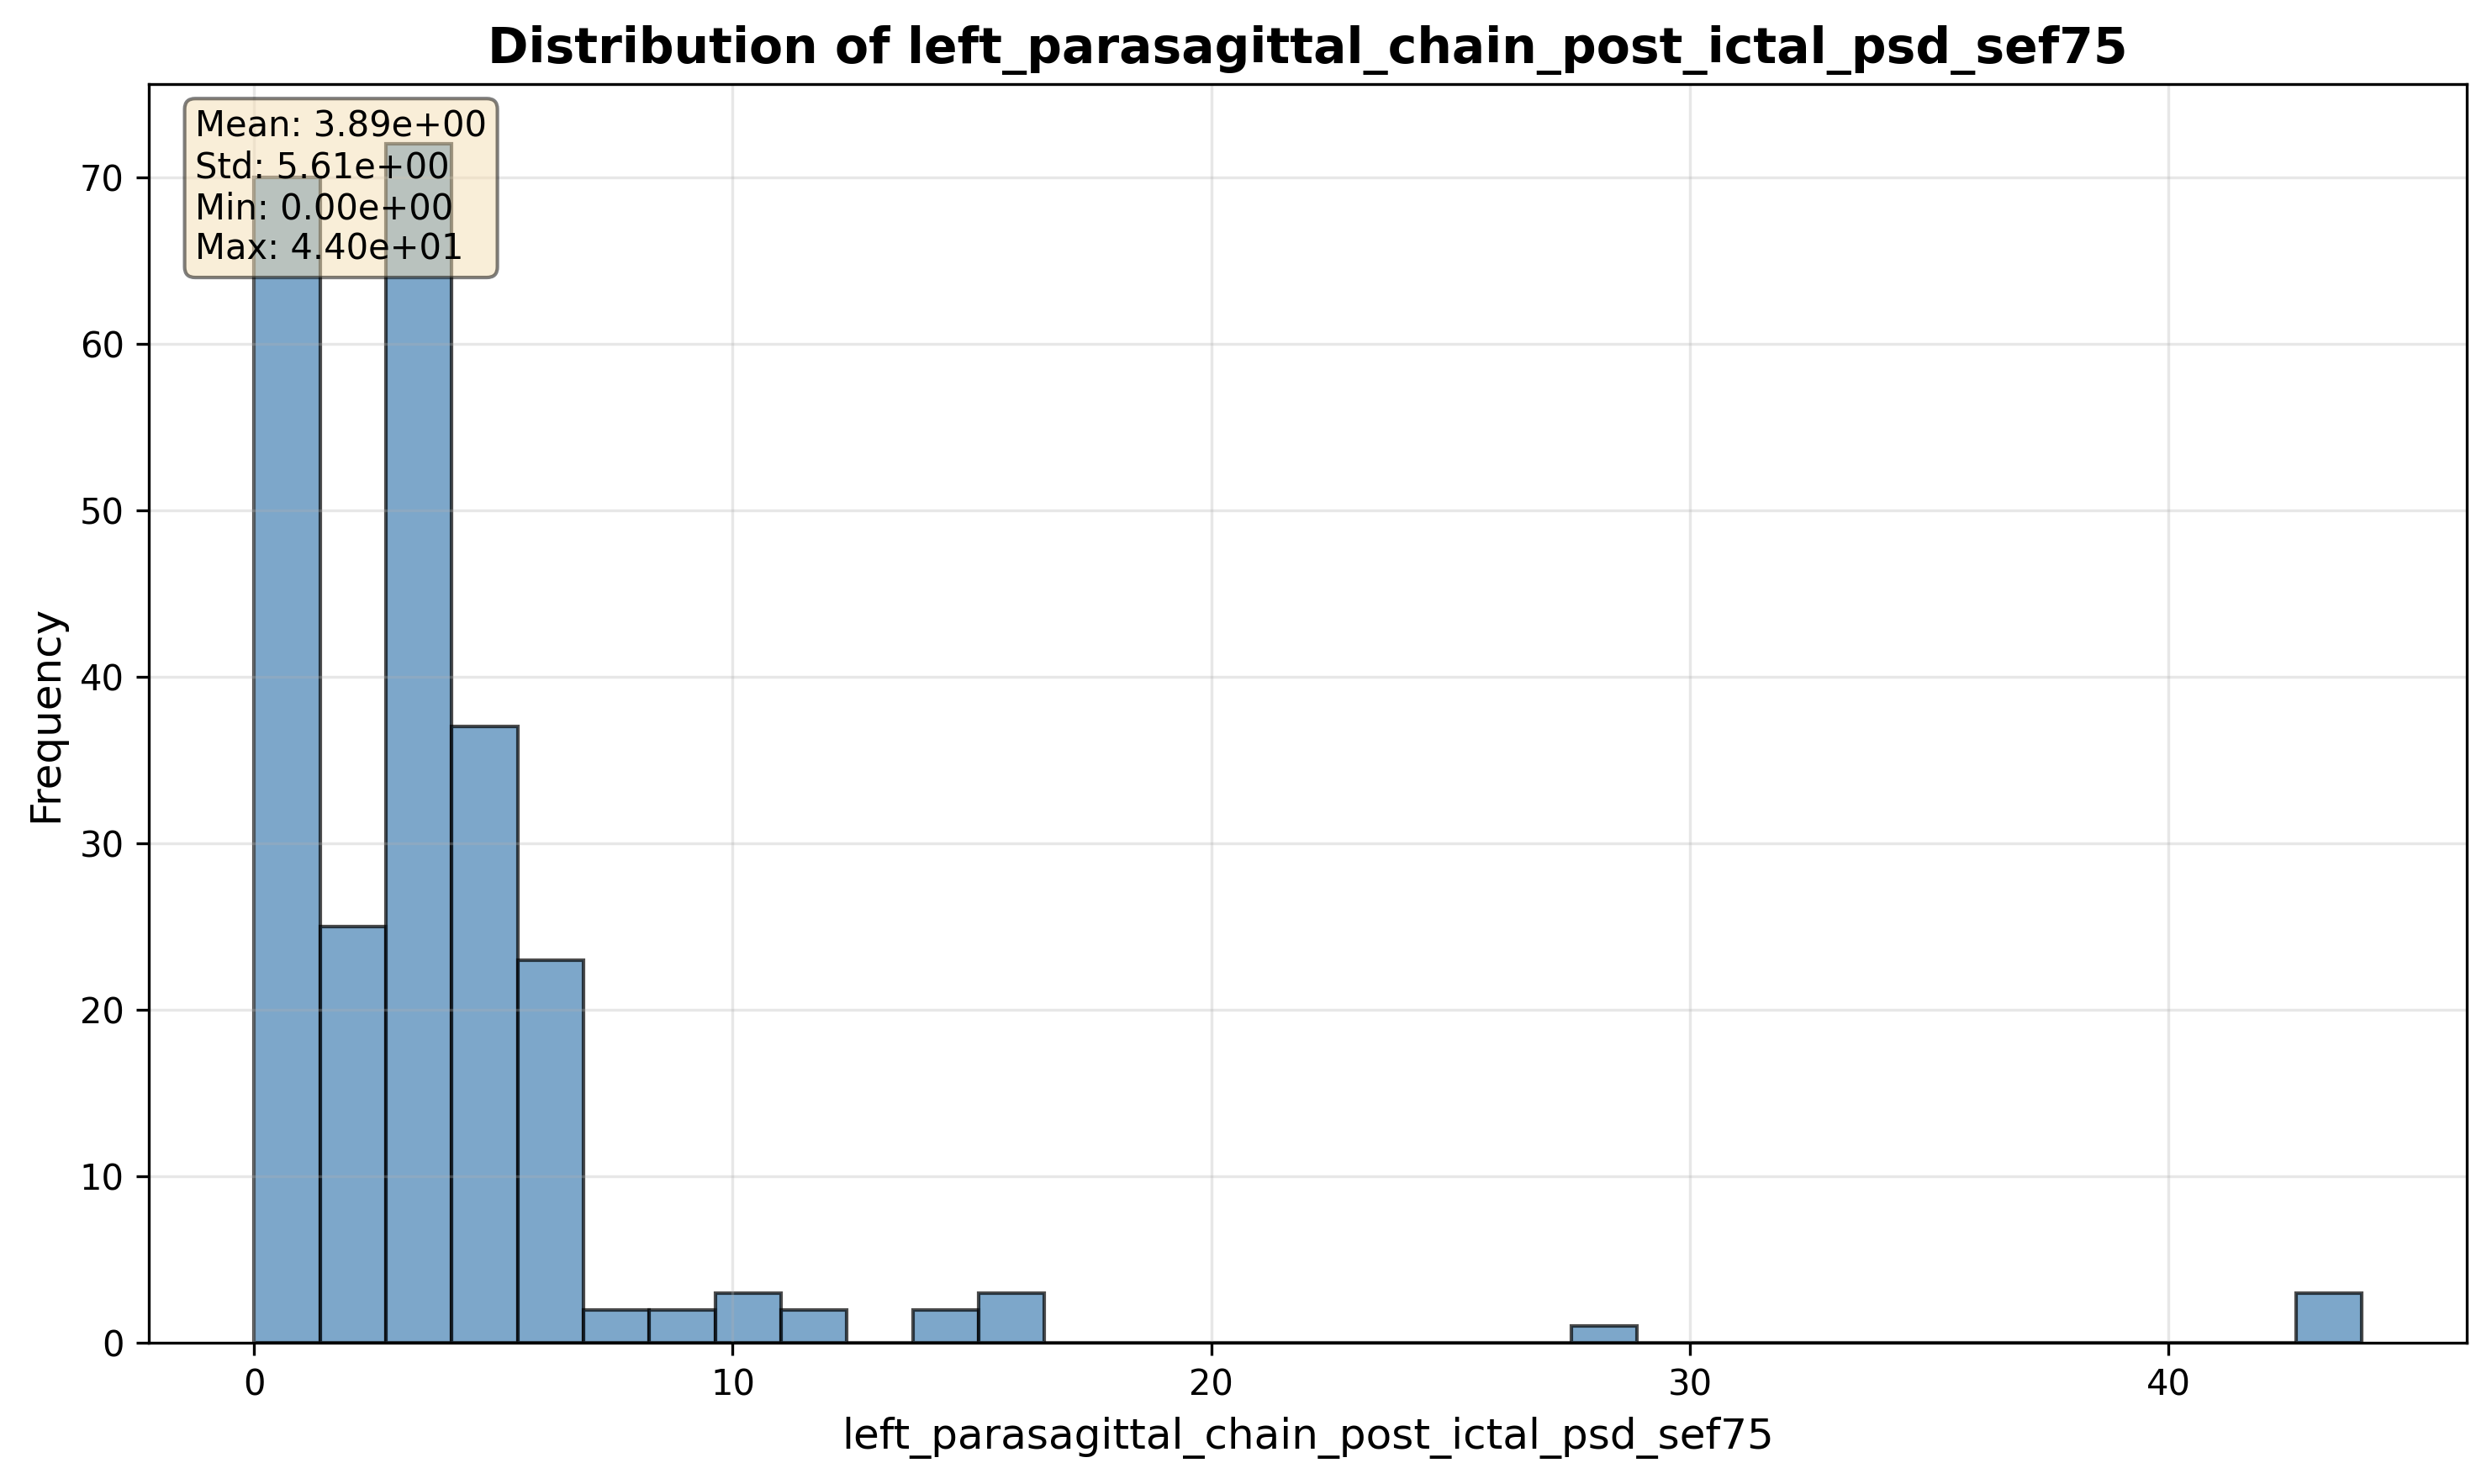 Distribution of left_parasagittal_chain_post_ictal_psd_sef75
Mean: 3.89e+00
Std: 5.61e+00
Min: 0.00e+00
Max: 4.40e+01
Frequency
70
60
50
40
30
20
10
0
0 10 20 30 40
left_parasagittal_chain_post_ictal_psd_sef75